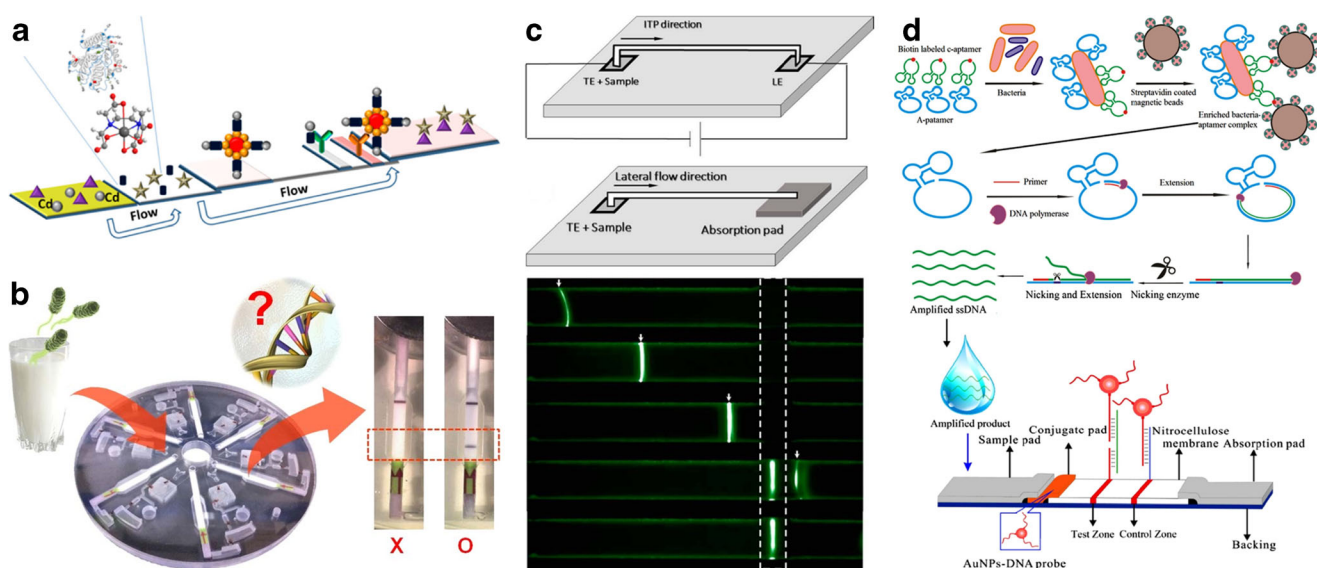 a
Cd
Cd
Flow
Flow
b
?
X
O
c
ITP direction
TE + Sample
LE
Lateral flow direction
TE + Sample
Absorption pad
d
Biotin labeled c-aptamer
A-patamer
Bacteria
Streptavidin coated
magnetic beads
Enriched bacteria-
aptamer complex
Primer
DNA polymerase
Extension
Amplified ssDNA
Nicking and Extension
Nicking enzyme
Amplified product
Sample pad
Conjugate pad
Nitrocellulose
membrane
Absorption pad
Test Zone
Control Zone
Backing
AuNPs-DNA probe